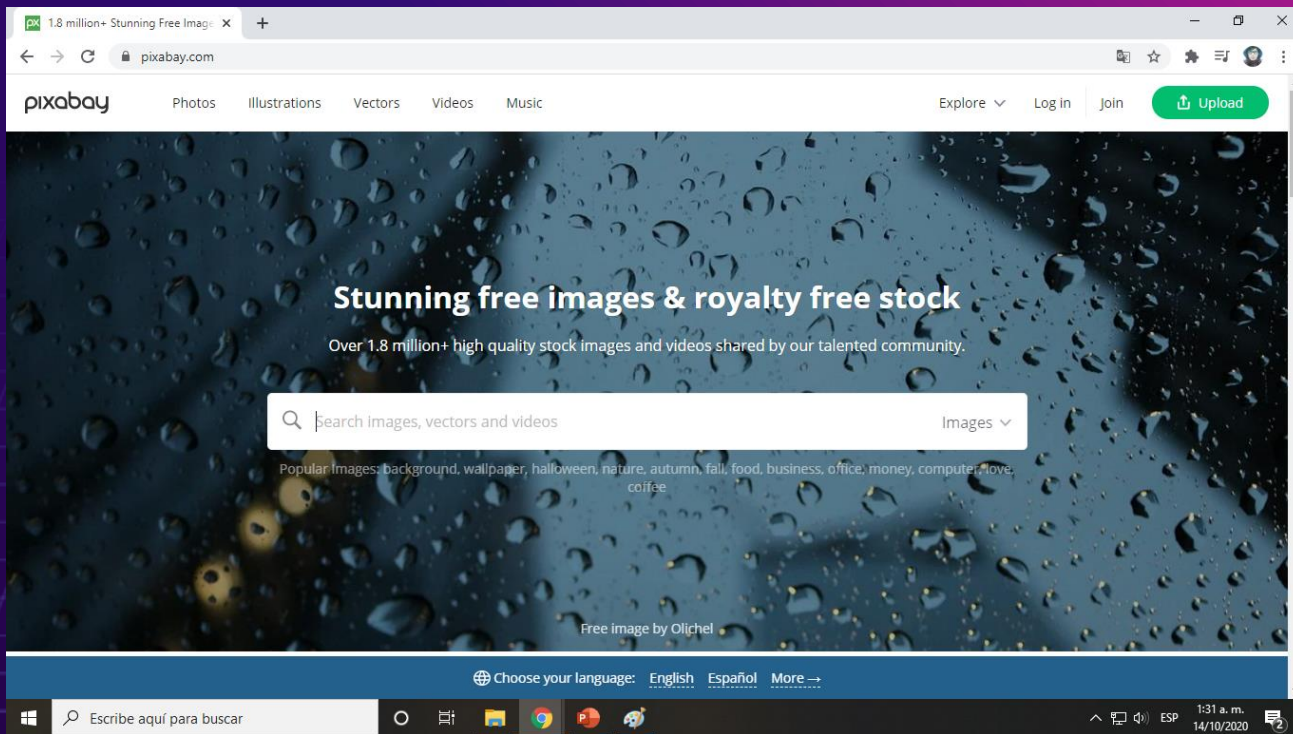 1.8 million+ Stunning Free Image
pixabay.com
pixabay Photos Illustrations Vectors Videos Music Explore Log in Join Upload
Stunning free images & royalty free stock
Over 1.8 million+ high quality stock images and videos shared by our talented community.
Search images, vectors and videos Images
Popular Images: background, wallpaper, halloween, nature, autumn, fall, food, business, office, money, computer, love,
coffee
Free image by Olichel
Choose your language: English Español More →
Escribe aquí para buscar ESP 1:31 a. m.
14/10/2020 2